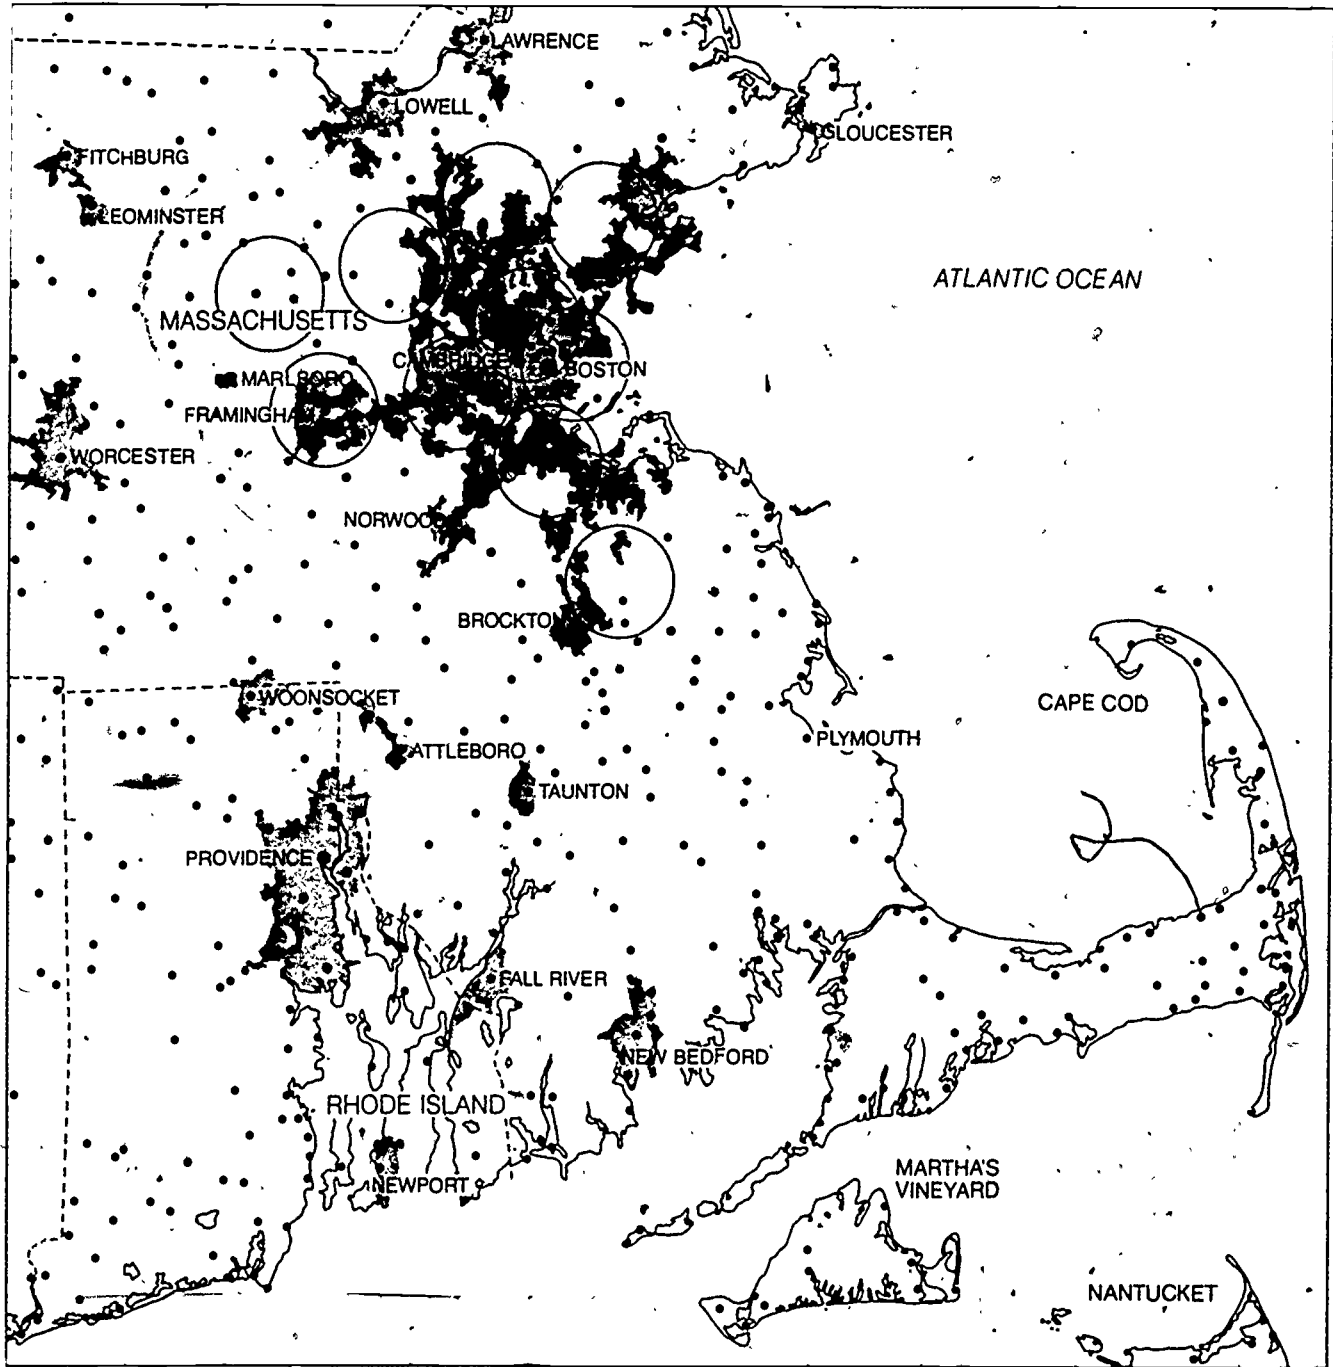 LAWRENCE
LOWELL
GLOUCESTER
FITCHBURG
LEOMINSTER
ATLANTIC OCEAN
MASSACHUSETTS
CAMBRIDGE
BOSTON
MARLBORO
FRAMINGHAM
WORCESTER
NORWOOD
BROCKTON
WOONSOCKET
CAPE COD
PLYMOUTH
ATTLEBORO
TAUNTON
PROVIDENCE
FALL RIVER
NEW BEDFORD
RHODE ISLAND
MARTHA'S
VINEYARD
NEWPORT
NANTUCKET